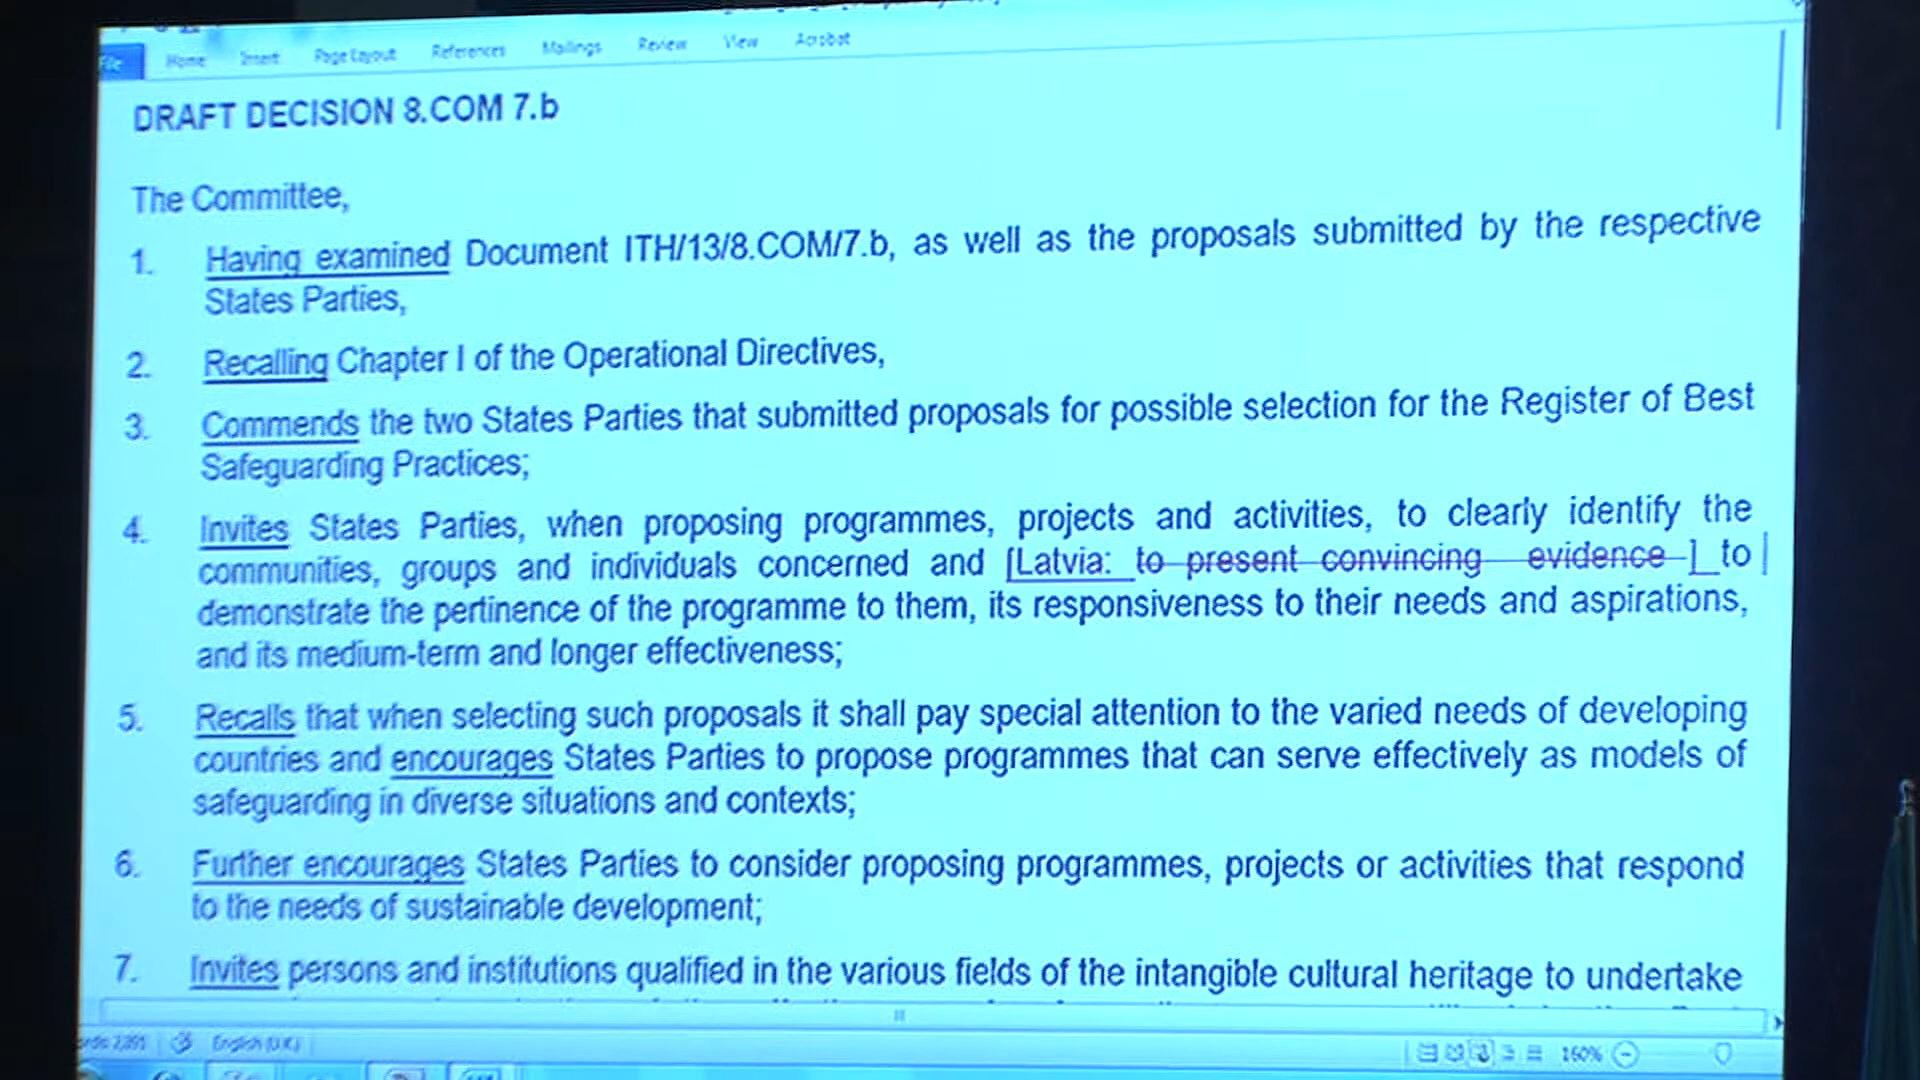 File Home Insert Page Layout References Mailings Review View Acrobat
DRAFT DECISION 8.COM 7.b
The Committee,
1. Having examined Document ITH/13/8.COM/7.b, as well as the proposals submitted by the respective
States Parties,
2. Recalling Chapter I of the Operational Directives,
3. Commends the two States Parties that submitted proposals for possible selection for the Register of Best
Safeguarding Practices;
4. Invites States Parties, when proposing programmes, projects and activities, to clearly identify the
communities, groups and individuals concerned and [Latvia: to present convincing evidence ] to
demonstrate the pertinence of the programme to them, its responsiveness to their needs and aspirations,
and its medium-term and longer effectiveness;
5. Recalls that when selecting such proposals it shall pay special attention to the varied needs of developing
countries and encourages States Parties to propose programmes that can serve effectively as models of
safeguarding in diverse situations and contexts;
6. Further encourages States Parties to consider proposing programmes, projects or activities that respond
to the needs of sustainable development;
7. Invites persons and institutions qualified in the various fields of the intangible cultural heritage to undertake
English (U.K.) 160%